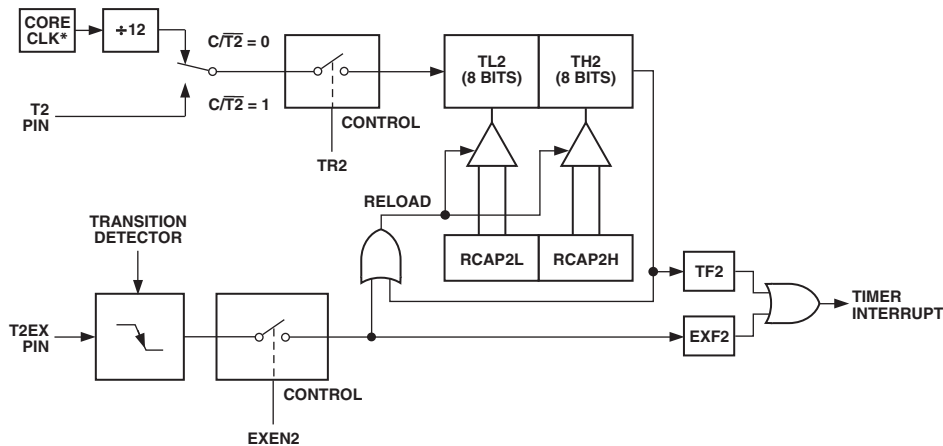 CORE
CLK*
÷12
C/T2̅ = 0
C/T2̅ = 1
T2
PIN
CONTROL
TR2
TL2
(8 BITS)
TH2
(8 BITS)
RELOAD
TRANSITION
DETECTOR
RCAP2L
RCAP2H
TF2
TIMER
INTERRUPT
T2EX
PIN
EXF2
CONTROL
EXEN2